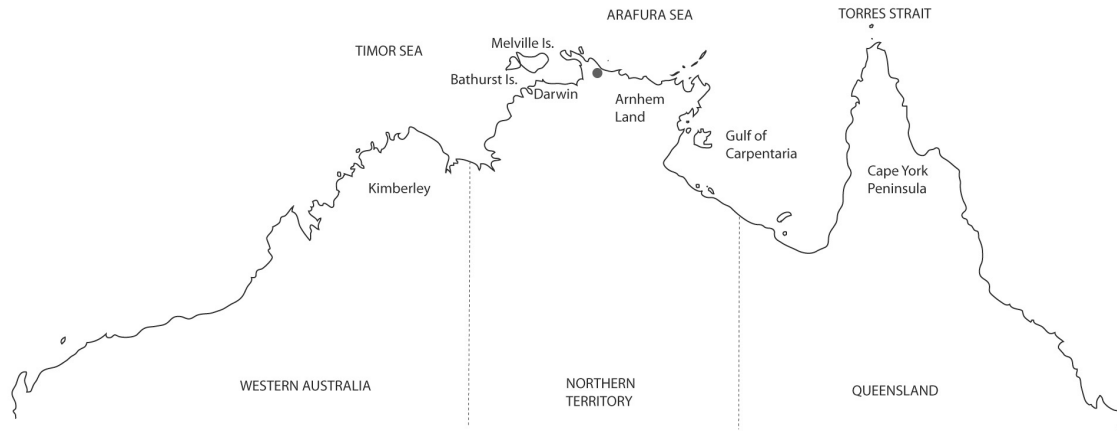 ARAFURA SEA
TORRES STRAIT
TIMOR SEA
Melville Is.
Bathurst Is.
Darwin
Arnhem
Land
Gulf of
Carpentaria
Kimberley
Cape York
Peninsula
WESTERN AUSTRALIA
NORTHERN
TERRITORY
QUEENSLAND